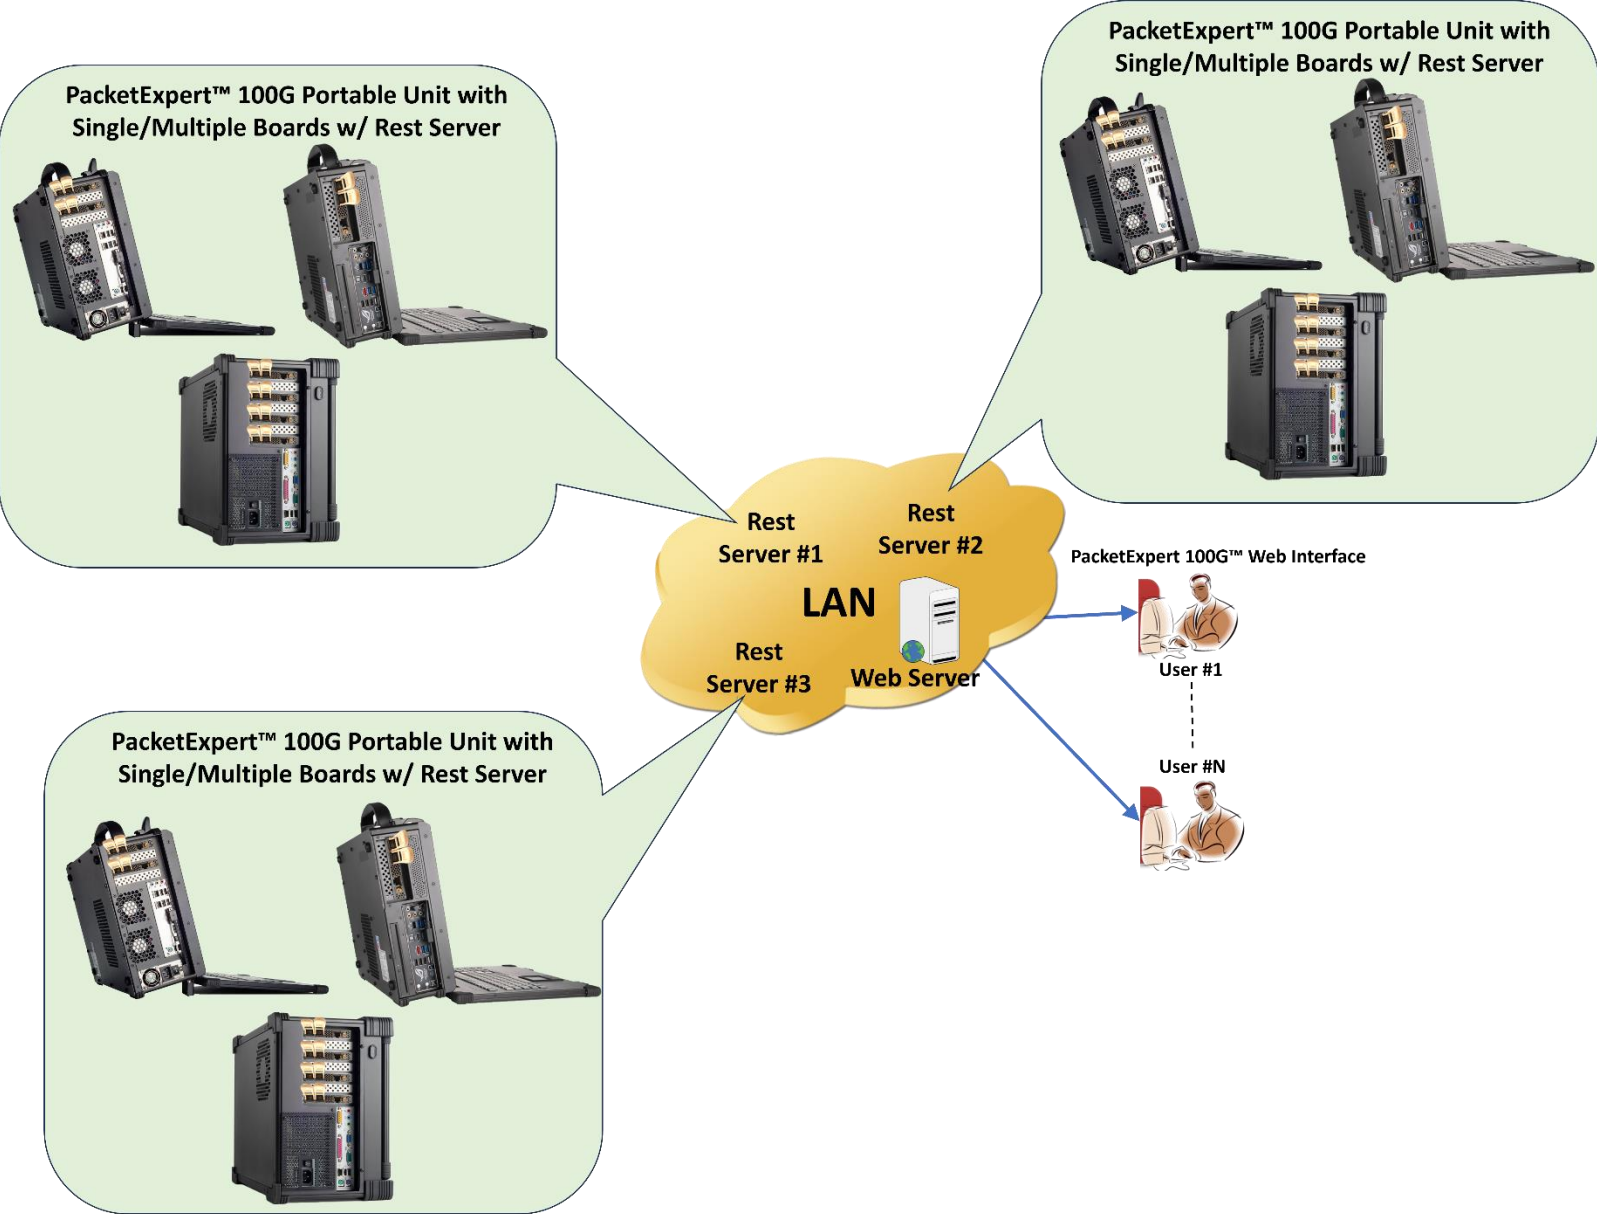 PacketExpert™ 100G Portable Unit with
Single/Multiple Boards w/ Rest Server
PacketExpert™ 100G Portable Unit with
Single/Multiple Boards w/ Rest Server
Rest
Server #1
Rest
Server #2
LAN
Rest
Server #3
Web Server
PacketExpert 100G™ Web Interface
User #1
User #N
PacketExpert™ 100G Portable Unit with
Single/Multiple Boards w/ Rest Server